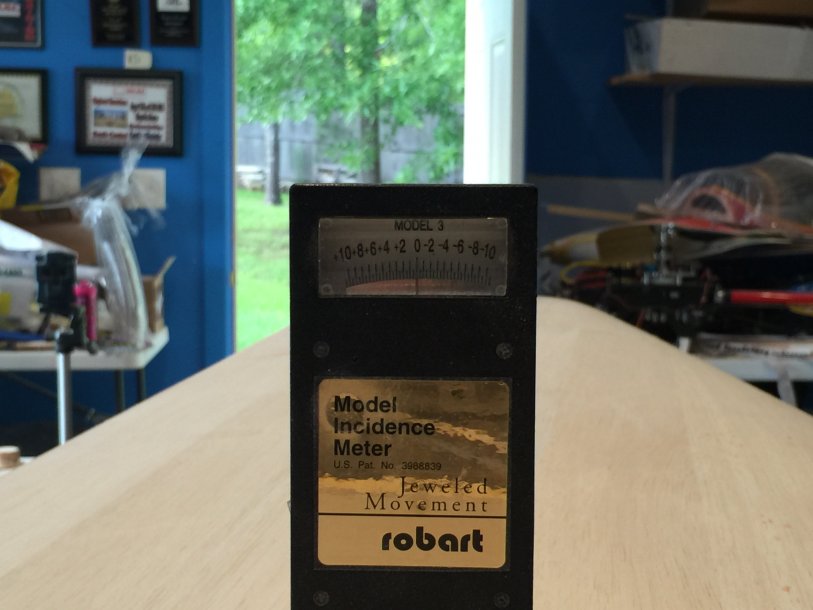 MODEL 3
+10+8+6+4 +2 0 -2 -4 -6 -8 -10
Model
Incidence
Meter
U.S. Pat. No. 3988839
Jeweled
Movement
robart